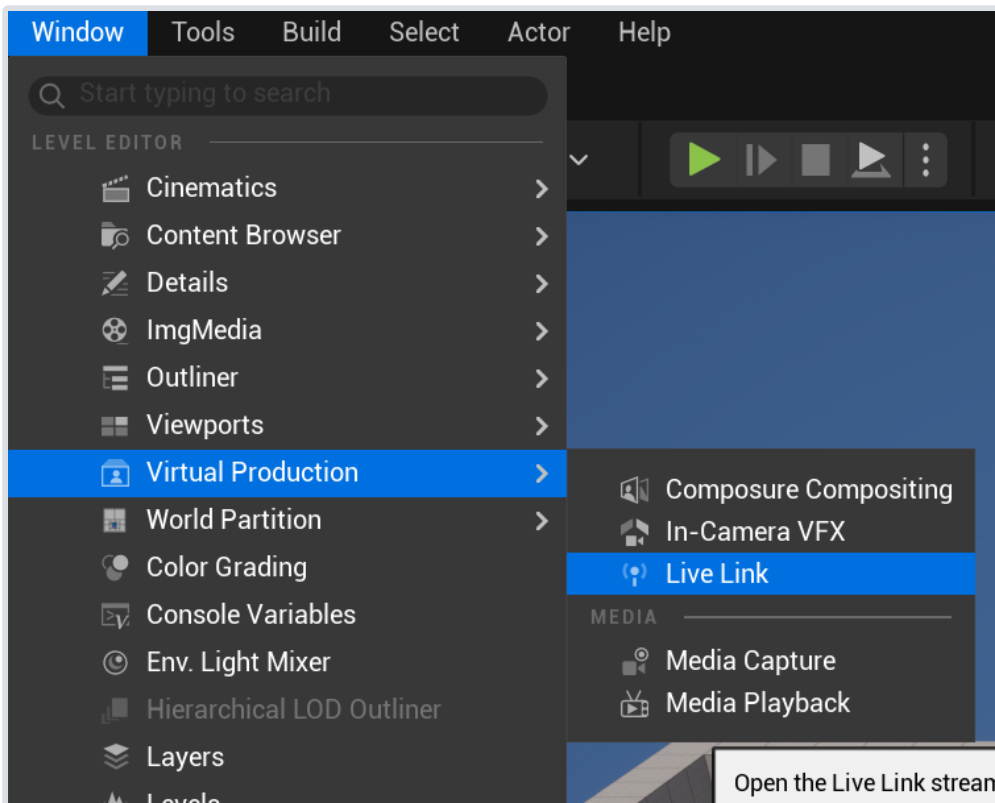 Window Tools Build Select Actor Help
Start typing to search
LEVEL EDITOR
Cinematics
Content Browser
Details
ImgMedia
Outliner
Viewports
Virtual Production
World Partition
Color Grading
Console Variables
Env. Light Mixer
Hierarchical LOD Outliner
Layers
Levels
Composure Compositing
In-Camera VFX
Live Link
MEDIA
Media Capture
Media Playback
Open the Live Link stream